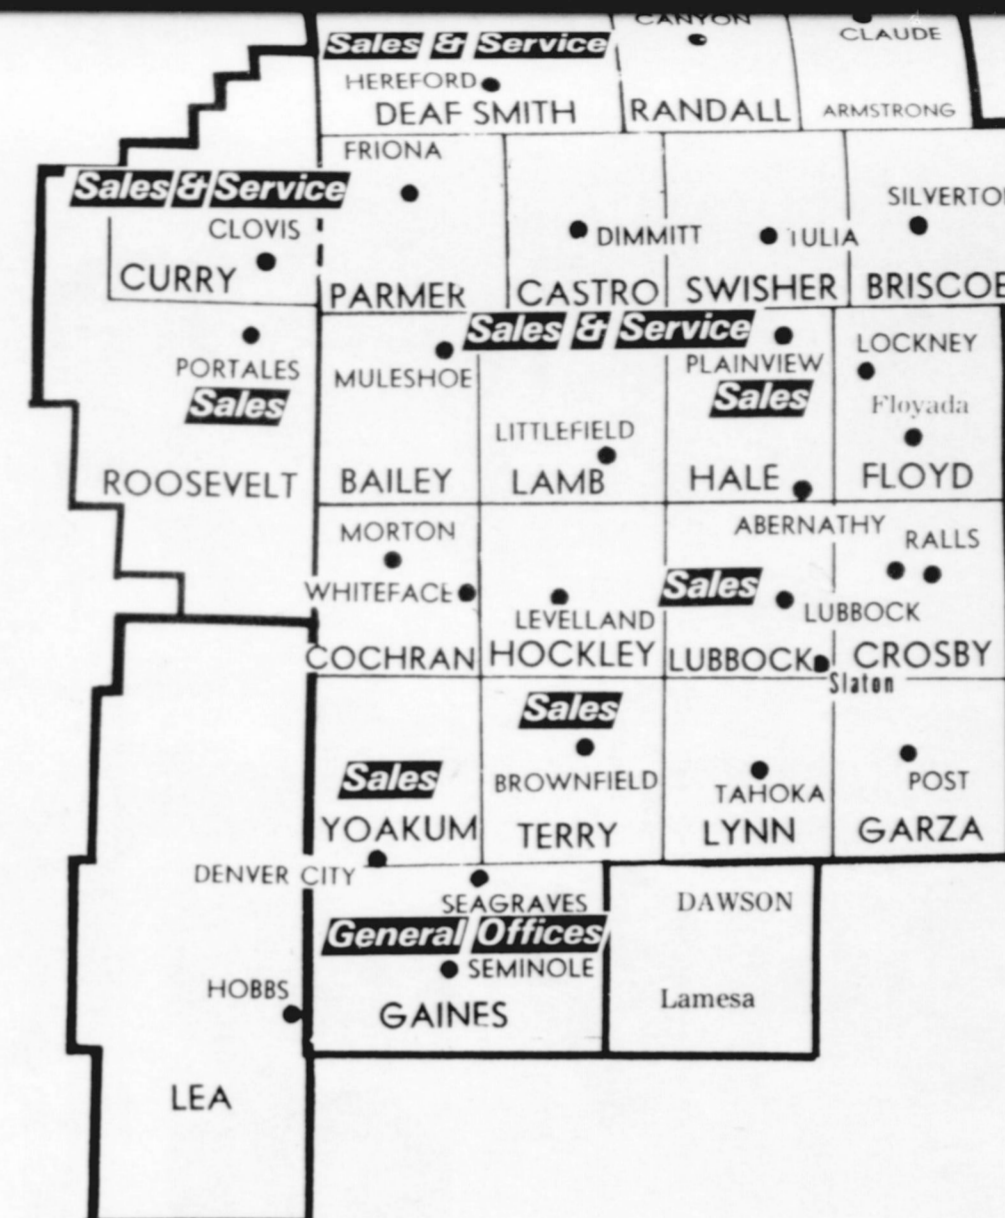 CANYON
CLAUDE
Sales & Service
HEREFORD
DEAF SMITH
RANDALL
ARMSTRONG
FRIONA
Sales & Service
SILVERTO
CLOVIS
DIMMITT
TULIA
CURRY
PARMER
CASTRO
SWISHER
BRISCOE
Sales & Service
LOCKNEY
PORTALES
MULESHOE
PLAINVIEW
Sales
Sales
Floyada
LITTLEFIELD
ROOSEVELT
BAILEY
LAMB
HALE
FLOYD
MORTON
ABERNATHY
RALLS
WHITEFACE
Sales
LEVELLAND
LUBBOCK
COCHRAN
HOCKLEY
LUBBOCK
CROSBY
Slaton
Sales
Sales
BROWNFIELD
TAHOKA
POST
YOAKUM
TERRY
LYNN
GARZA
DENVER CITY
SEAGRAVES
DAWSON
General Offices
SEMINOLE
HOBBS
Lamesa
GAINES
LEA